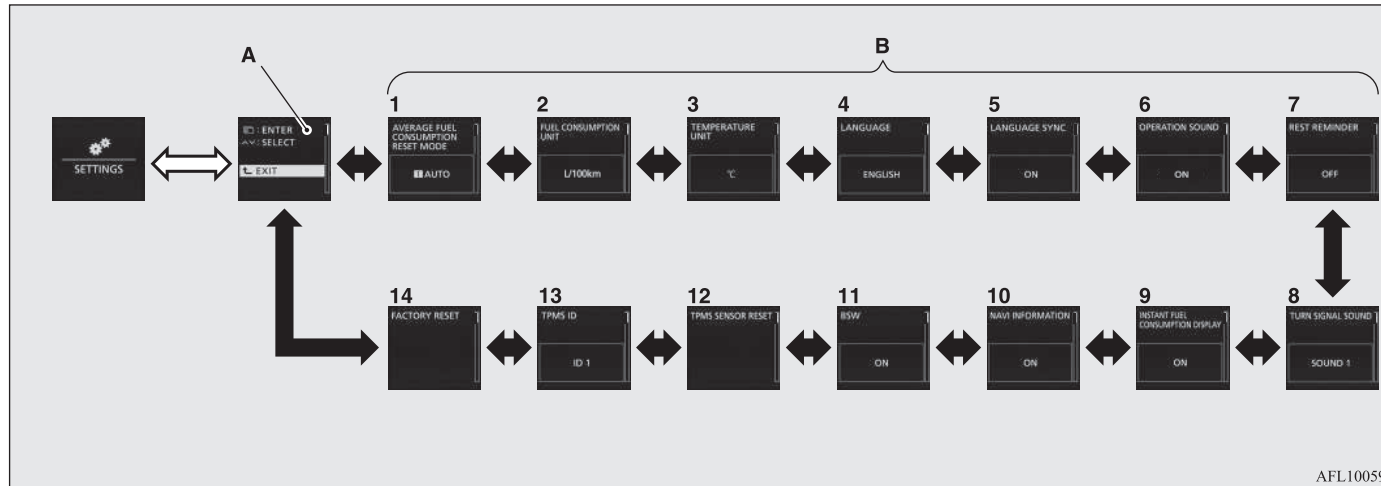 A
B
SETTINGS
: ENTER
: SELECT
EXIT
1
AVERAGE FUEL
CONSUMPTION
RESET MODE
AUTO
2
FUEL CONSUMPTION
UNIT
L/100km
3
TEMPERATURE
UNIT
℃
4
LANGUAGE
ENGLISH
5
LANGUAGE SYNC
ON
6
OPERATION SOUND
ON
7
REST REMINDER
OFF
14
FACTORY RESET
13
TPMS ID
ID 1
12
TPMS SENSOR RESET
11
BSW
ON
10
NAVI INFORMATION
ON
9
INSTANT FUEL
CONSUMPTION DISPLAY
ON
8
TURN SIGNAL SOUND
SOUND 1
AFL10059